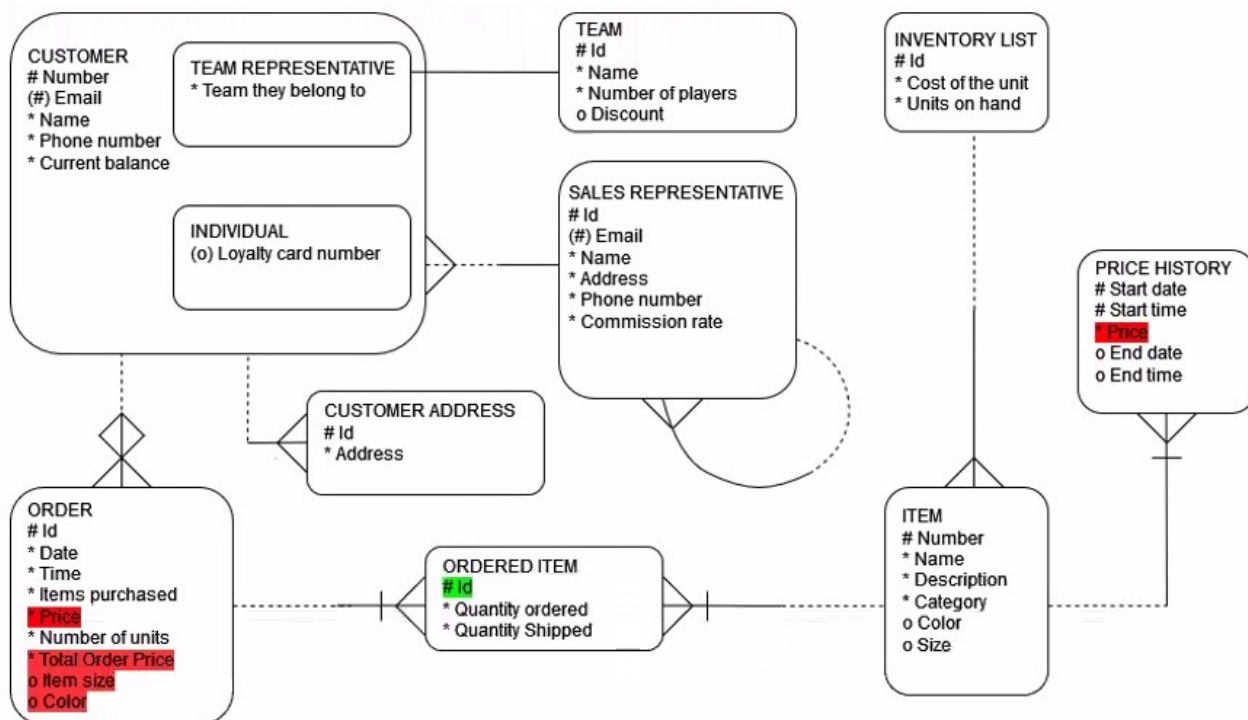 CUSTOMER
# Number
(#) Email
* Name
* Phone number
* Current balance
TEAM REPRESENTATIVE
* Team they belong to
INDIVIDUAL
(o) Loyalty card number
TEAM
# Id
* Name
* Number of players
o Discount
SALES REPRESENTATIVE
# Id
(#) Email
* Name
* Address
* Phone number
* Commission rate
INVENTORY LIST
# Id
* Cost of the unit
* Units on hand
PRICE HISTORY
# Start date
# Start time
* Price
o End date
o End time
CUSTOMER ADDRESS
# Id
* Address
ORDER
# Id
* Date
* Time
* Items purchased
* Price
* Number of units
* Total Order Price
o Item size
o Color
ORDERED ITEM
# Id
* Quantity ordered
* Quantity Shipped
ITEM
# Number
* Name
* Description
* Category
o Color
o Size